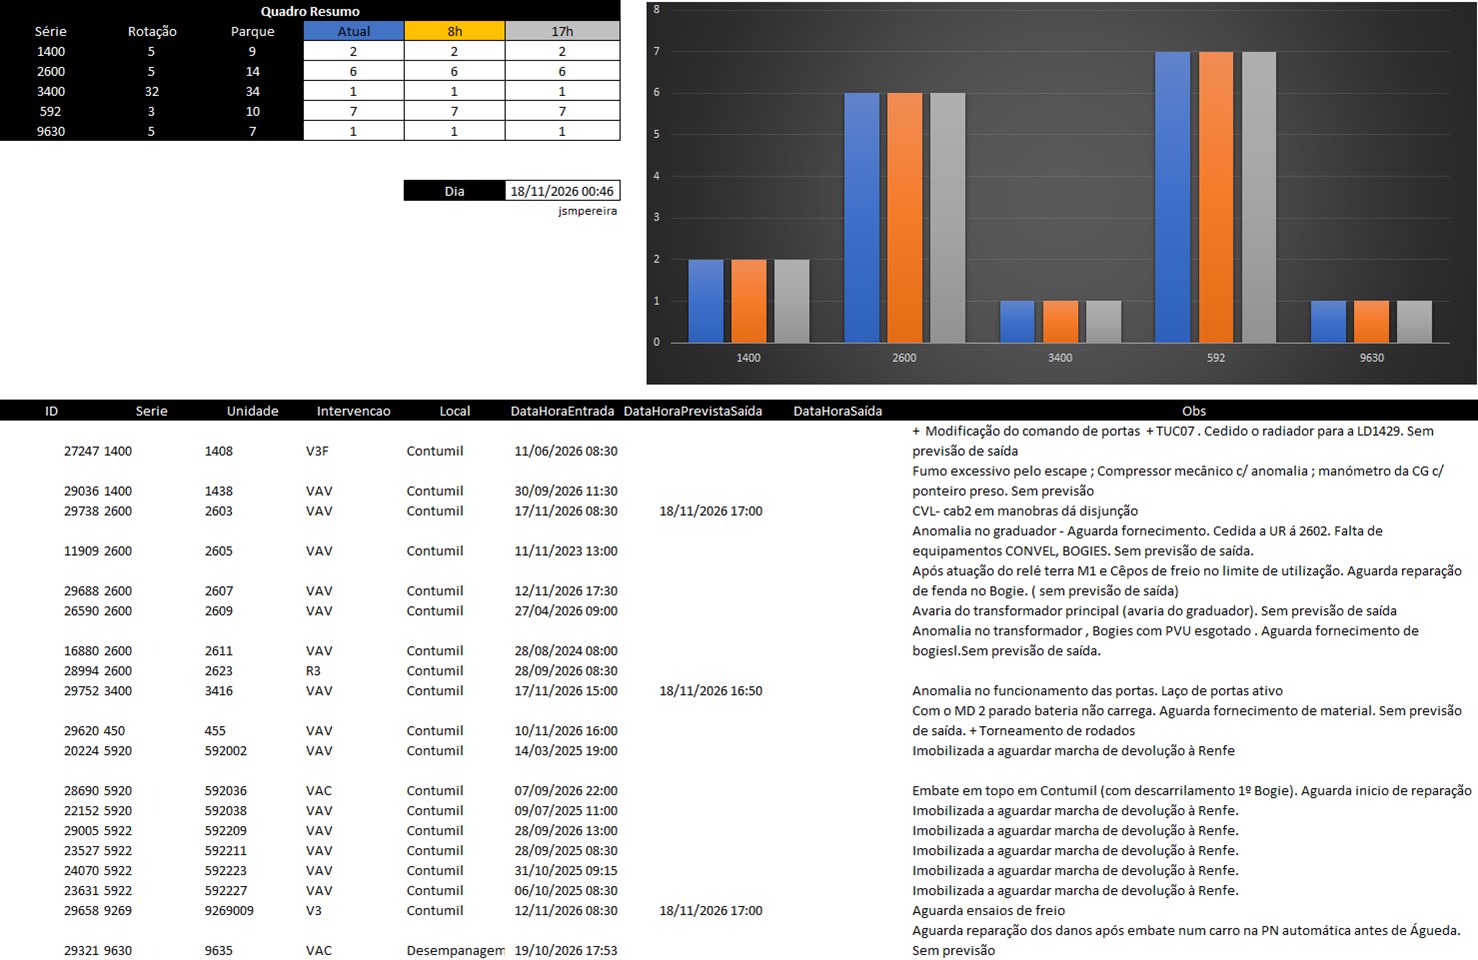 Quadro Resumo
Série Rotação Parque Atual 8h 17h
1400 5 9 2 2 2
2600 5 14 6 6 6
3400 32 34 1 1 1
592 3 10 7 7 7
9630 5 7 1 1 1
Dia 18/11/2026 00:46
jsmpereira
8
7
6
5
4
3
2
1
0
1400 2600 3400 592 9630
ID Serie Unidade Intervencao Local DataHoraEntrada DataHoraPrevistaSaída DataHoraSaída Obs
+ Modificação do comando de portas + TUC07 . Cedido o radiador para a LD1429. Sem
27247 1400 1408 V3F Contumil 11/06/2026 08:30 previsão de saída
Fumo excessivo pelo escape ; Compressor mecânico c/ anomalia ; manómetro da CG c/
29036 1400 1438 VAV Contumil 30/09/2026 11:30 ponteiro preso. Sem previsão
29738 2600 2603 VAV Contumil 17/11/2026 08:30 18/11/2026 17:00 CVL- cab2 em manobras dá disjunção
Anomalia no graduador - Aguarda fornecimento. Cedida a UR á 2602. Falta de
11909 2600 2605 VAV Contumil 11/11/2023 13:00 equipamentos CONVEL, BOGIES. Sem previsão de saída.
Após atuação do relé terra M1 e Cêpos de freio no limite de utilização. Aguarda reparação
29688 2600 2607 VAV Contumil 12/11/2026 17:30 de fenda no Bogie. ( sem previsão de saída)
26590 2600 2609 VAV Contumil 27/04/2026 09:00 Avaria do transformador principal (avaria do graduador). Sem previsão de saída
Anomalia no transformador , Bogies com PVU esgotado . Aguarda fornecimento de
16880 2600 2611 VAV Contumil 28/08/2024 08:00 bogiesl.Sem previsão de saída.
28994 2600 2623 R3 Contumil 28/09/2026 08:30
29752 3400 3416 VAV Contumil 17/11/2026 15:00 18/11/2026 16:50 Anomalia no funcionamento das portas. Laço de portas ativo
Com o MD 2 parado bateria não carrega. Aguarda fornecimento de material. Sem previsão
29620 450 455 VAV Contumil 10/11/2026 16:00 de saída. + Torneamento de rodados
20224 5920 592002 VAV Contumil 14/03/2025 19:00 Imobilizada a aguardar marcha de devolução à Renfe
28690 5920 592036 VAC Contumil 07/09/2026 22:00 Embate em topo em Contumil (com descarrilamento 1º Bogie). Aguarda inicio de reparação
22152 5920 592038 VAV Contumil 09/07/2025 11:00 Imobilizada a aguardar marcha de devolução à Renfe.
29005 5922 592209 VAV Contumil 28/09/2026 13:00 Imobilizada a aguardar marcha de devolução à Renfe.
23527 5922 592211 VAV Contumil 28/09/2025 08:30 Imobilizada a aguardar marcha de devolução à Renfe.
24070 5922 592223 VAV Contumil 31/10/2025 09:15 Imobilizada a aguardar marcha de devolução à Renfe.
23631 5922 592227 VAV Contumil 06/10/2025 08:30 Imobilizada a aguardar marcha de devolução à Renfe.
29658 9269 9269009 V3 Contumil 12/11/2026 08:30 18/11/2026 17:00 Aguarda ensaios de freio
Aguarda reparação dos danos após embate num carro na PN automática antes de Águeda.
29321 9630 9635 VAC Desempanagem 19/10/2026 17:53 Sem previsão